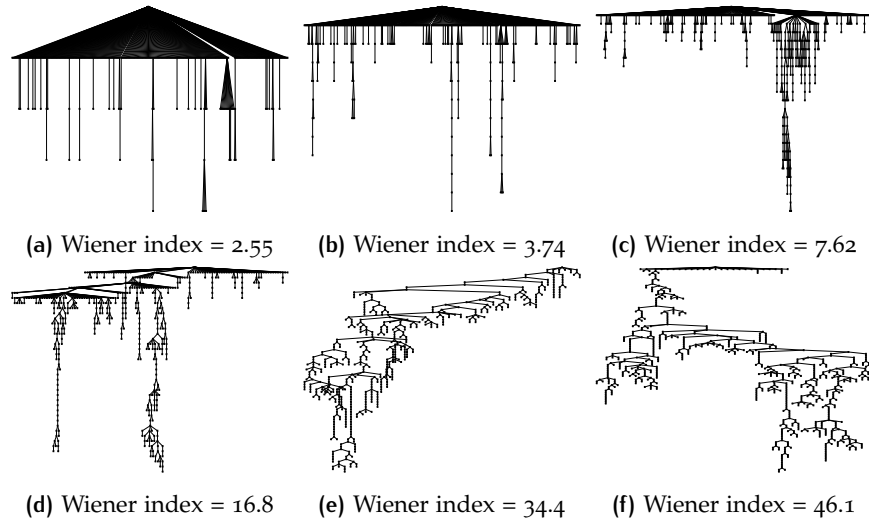 (a) Wiener index = 2.55
(b) Wiener index = 3.74
(c) Wiener index = 7.62
(d) Wiener index = 16.8
(e) Wiener index = 34.4
(f) Wiener index = 46.1